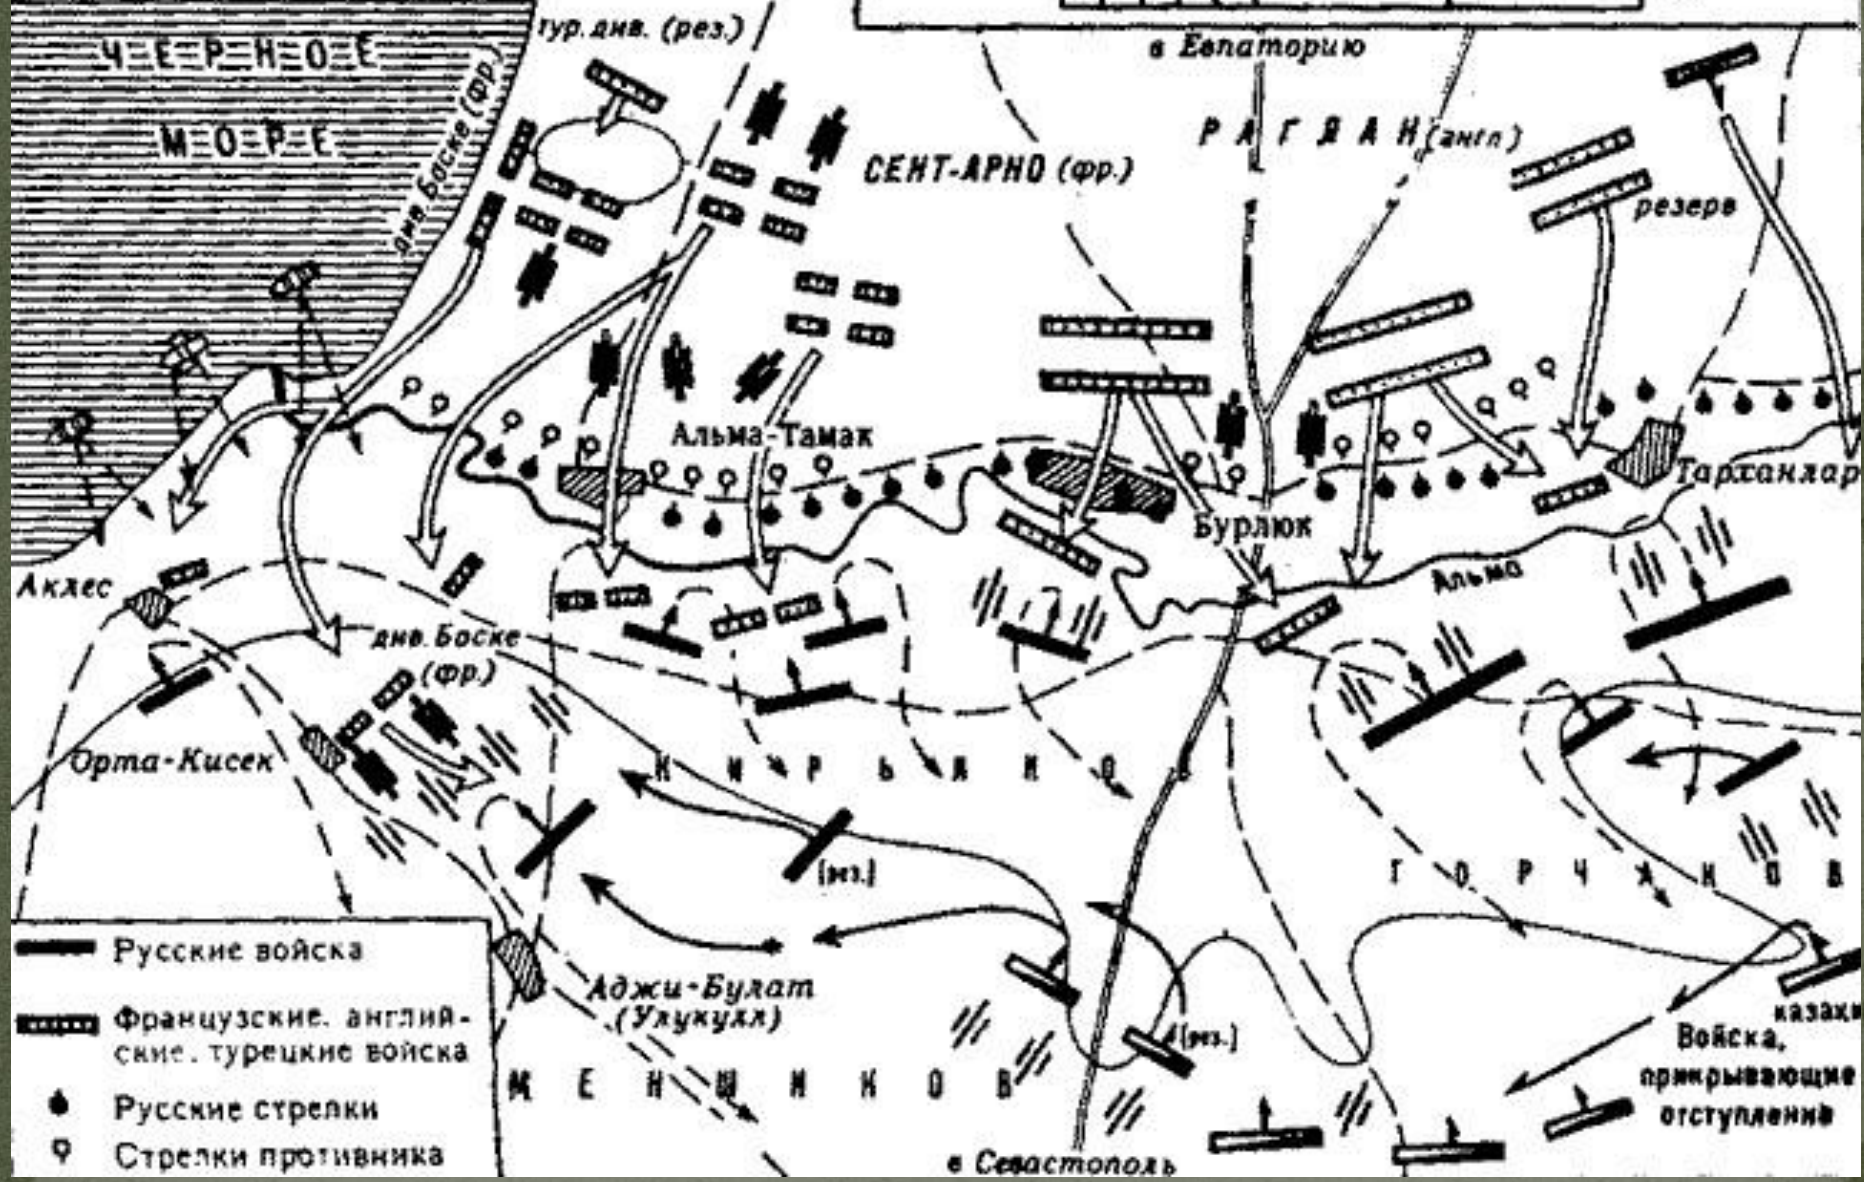 тур. див. (рез.)
в Евпаторию
ЧЕРНОЕ
МОРЕ
див. Боске (фр.)
РАГЛАН (англ)
СЕНТ-АРНО (фр.)
резерв
Альма-Тамак
Тарханлар
Бурлюк
Альма
Аклес
див. Боске
(фр.)
Орта-Кисек
КИРЬЯКОВ
(рез.)
ГОРЧАКОВ
Русские войска
Французские, англий-
ские, турецкие войска
Русские стрелки
Стрелки противника
Аджи-Булат
(Улукулл)
МЕНШИКОВ
(рез.)
казаки
Войска,
прикрывающие
отступление
в Севастополь